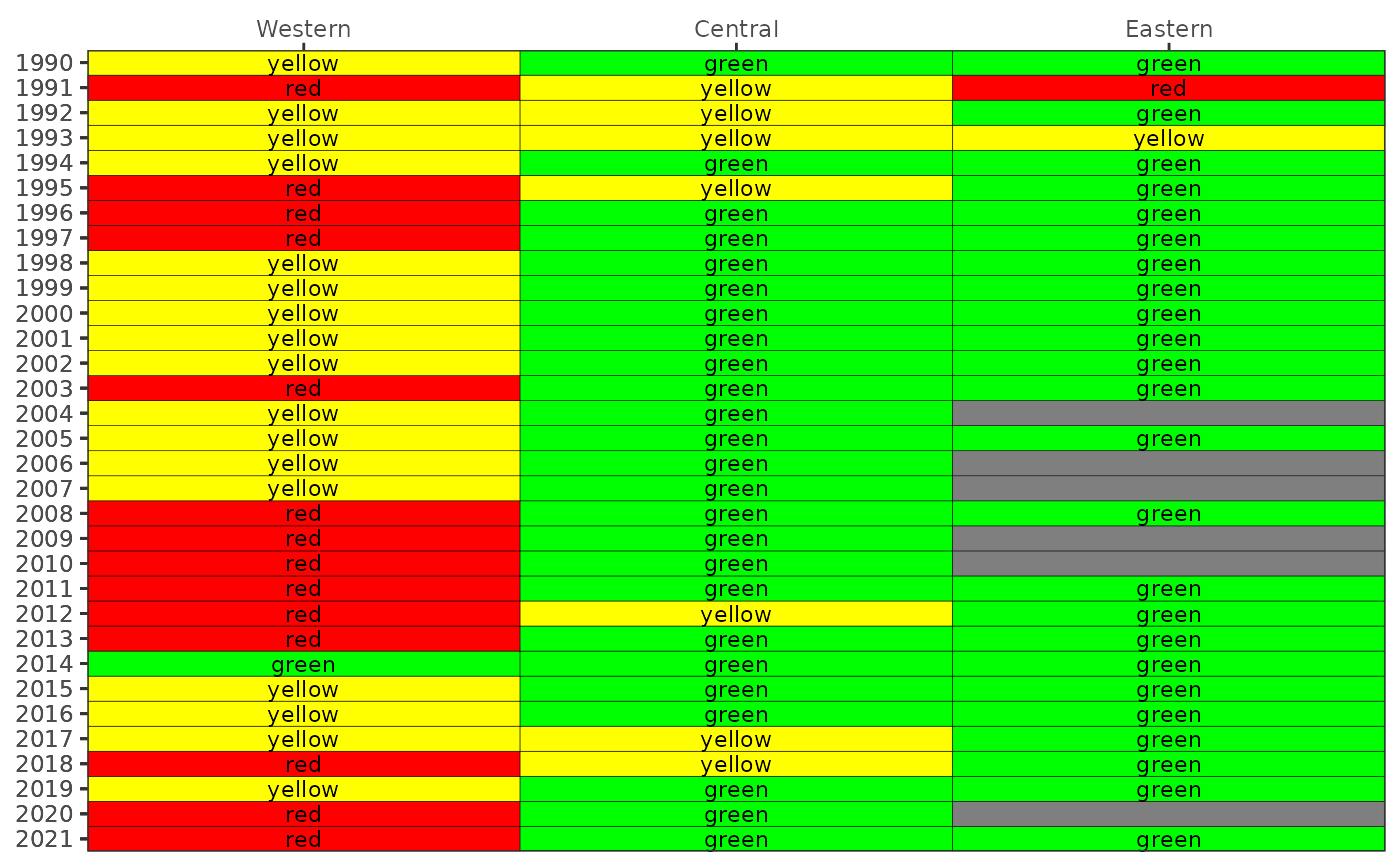 Western Central Eastern
1990 yellow green green
1991 red yellow red
1992 yellow yellow green
1993 yellow yellow yellow
1994 yellow green green
1995 red yellow green
1996 red green green
1997 red green green
1998 yellow green green
1999 yellow green green
2000 yellow green green
2001 yellow green green
2002 yellow green green
2003 red green green
2004 yellow green
2005 yellow green green
2006 yellow green
2007 yellow green
2008 red green green
2009 red green
2010 red green
2011 red green green
2012 red yellow green
2013 red green green
2014 green green green
2015 yellow green green
2016 yellow green green
2017 yellow yellow green
2018 red yellow green
2019 yellow green green
2020 red green
2021 red green green